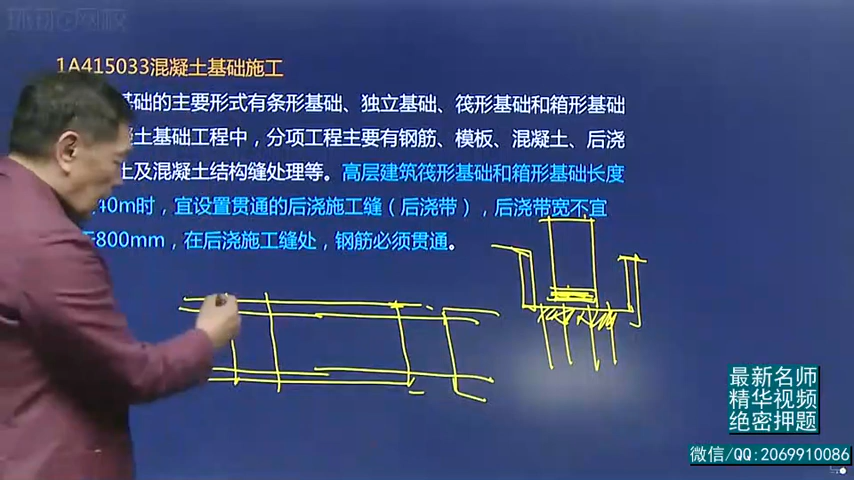 环球网校
1A415033混凝土基础施工
基础的主要形式有条形基础、独立基础、筏形基础和箱形基础
土基础工程中，分项工程主要有钢筋、模板、混凝土、后浇
土及混凝土结构缝处理等。高层建筑筏形基础和箱形基础长度
40m时，宜设置贯通的后浇施工缝（后浇带），后浇带宽不宜
800mm，在后浇施工缝处，钢筋必须贯通。
最新名师
精华视频
绝密押题
微信/QQ:2069910086